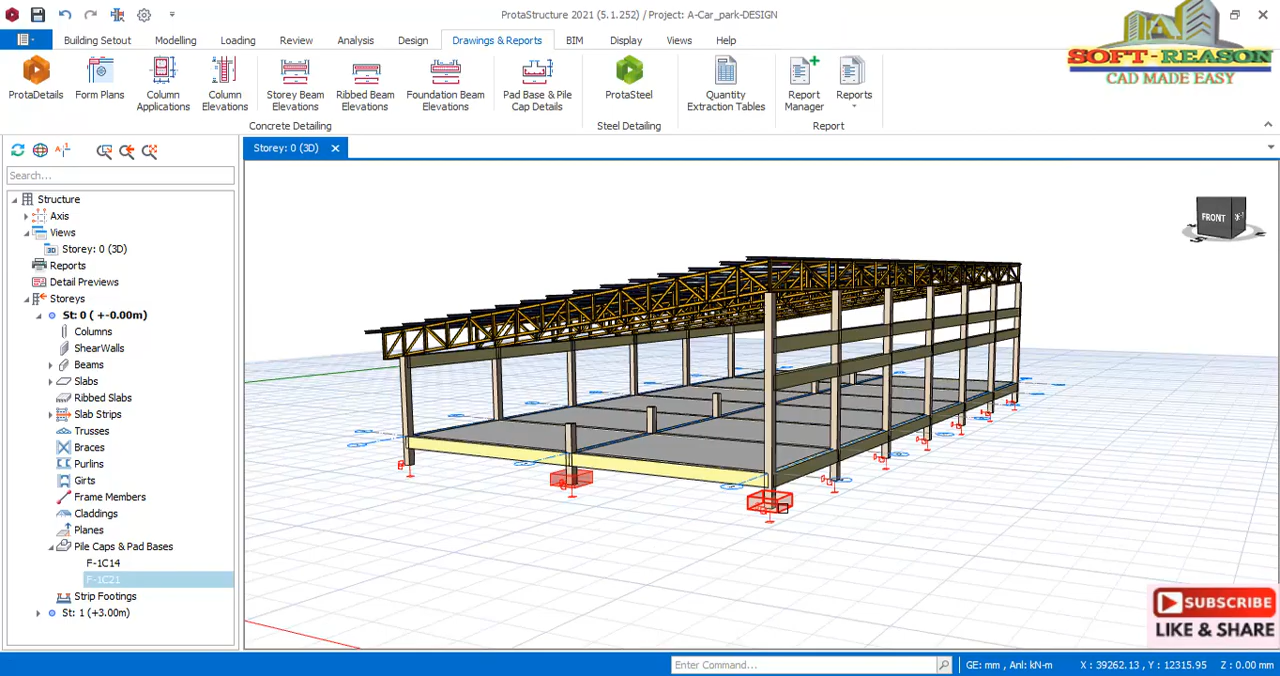 ProtaStructure 2021 (5.1.252) / Project: A-Car_park-DESIGN
Building Setout Modelling Loading Review Analysis Design Drawings & Reports BIM Display Views Help
SOFT-REASON
CAD MADE EASY
ProtaDetails
Form Plans
Column
Applications
Column
Elevations
Storey Beam
Elevations
Ribbed Beam
Elevations
Foundation Beam
Elevations
Pad Base & Pile
Cap Details
ProtaSteel
Quantity
Extraction Tables
Report
Manager
Reports
Concrete Detailing
Steel Detailing
Report
Storey: 0 (3D)
Search...
Structure
Axis
Views
3D Storey: 0 (3D)
Reports
Detail Previews
Storeys
St: 0 ( +-0.00m)
Columns
ShearWalls
Beams
Slabs
Ribbed Slabs
Slab Strips
Trusses
Braces
Purlins
Girts
Frame Members
Claddings
Planes
Pile Caps & Pad Bases
F-1C14
F-1C21
Strip Footings
St: 1 (+3.00m)
FRONT
SUBSCRIBE
LIKE & SHARE
Enter Command...
GE: mm , Anl: kN-m
X : 39262.13 , Y : 12315.95
Z : 0.00 mm